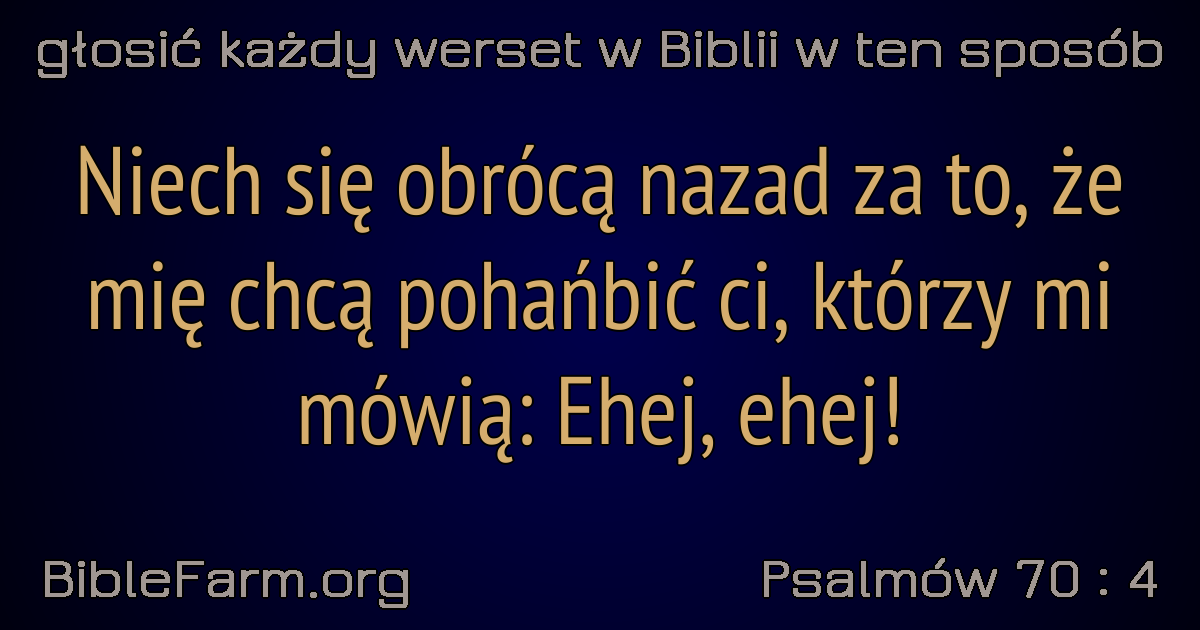 głosić każdy werset w Biblii w ten sposób
Niech się obrócą nazad za to, że
mię chcą pohańbić ci, którzy mi
mówią: Ehej, ehej!
BibleFarm.org
Psalmów 70 : 4